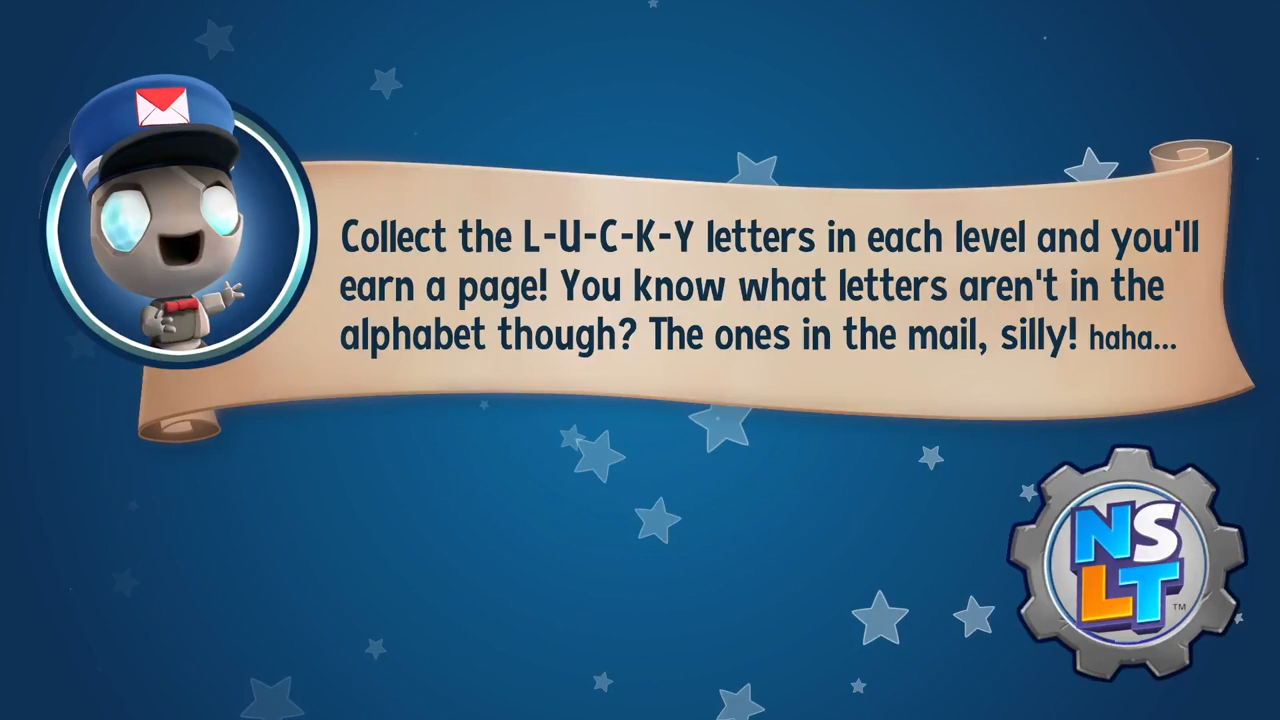 Collect the L-U-C-K-Y letters in each level and you'll
earn a page! You know what letters aren't in the
alphabet though? The ones in the mail, silly! haha...
NS
LT
TM